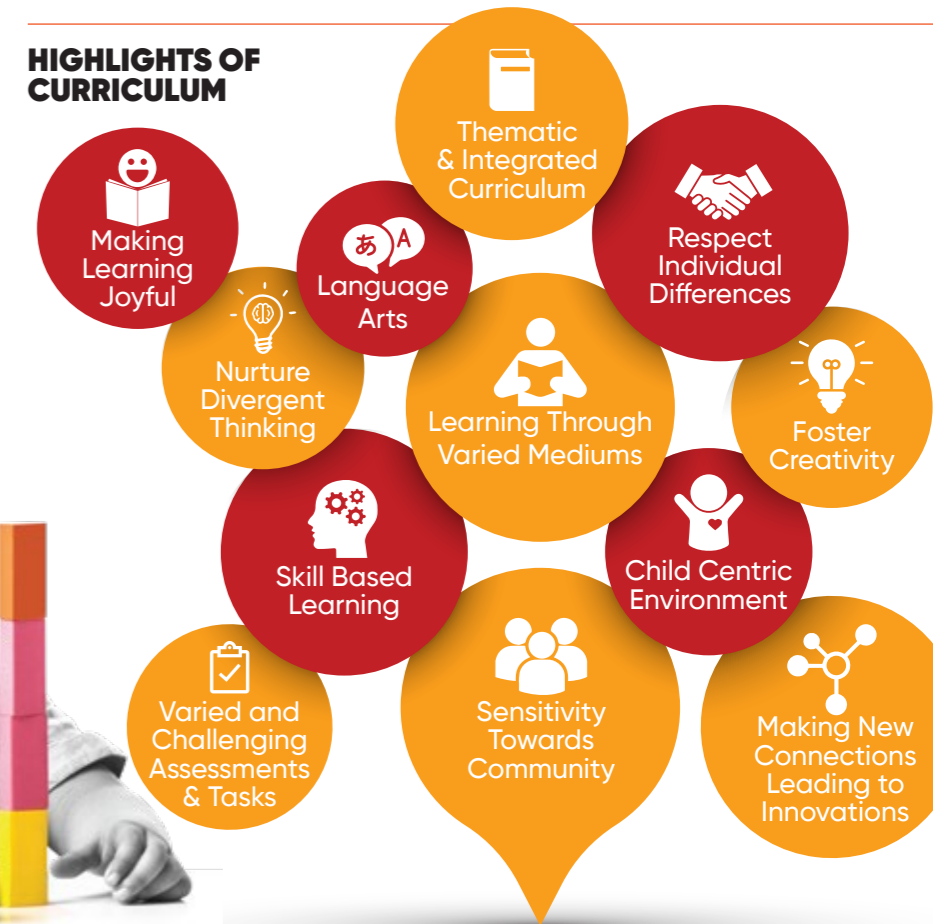 HIGHLIGHTS OF
CURRICULUM
Thematic
& Integrated
Curriculum
Making
Learning
Joyful
あ A
Language
Arts
Respect
Individual
Differences
Nurture
Divergent
Thinking
Learning Through
Varied Mediums
Foster
Creativity
Skill Based
Learning
Child Centric
Environment
Varied and
Challenging
Assessments
& Tasks
Sensitivity
Towards
Community
Making New
Connections
Leading to
Innovations